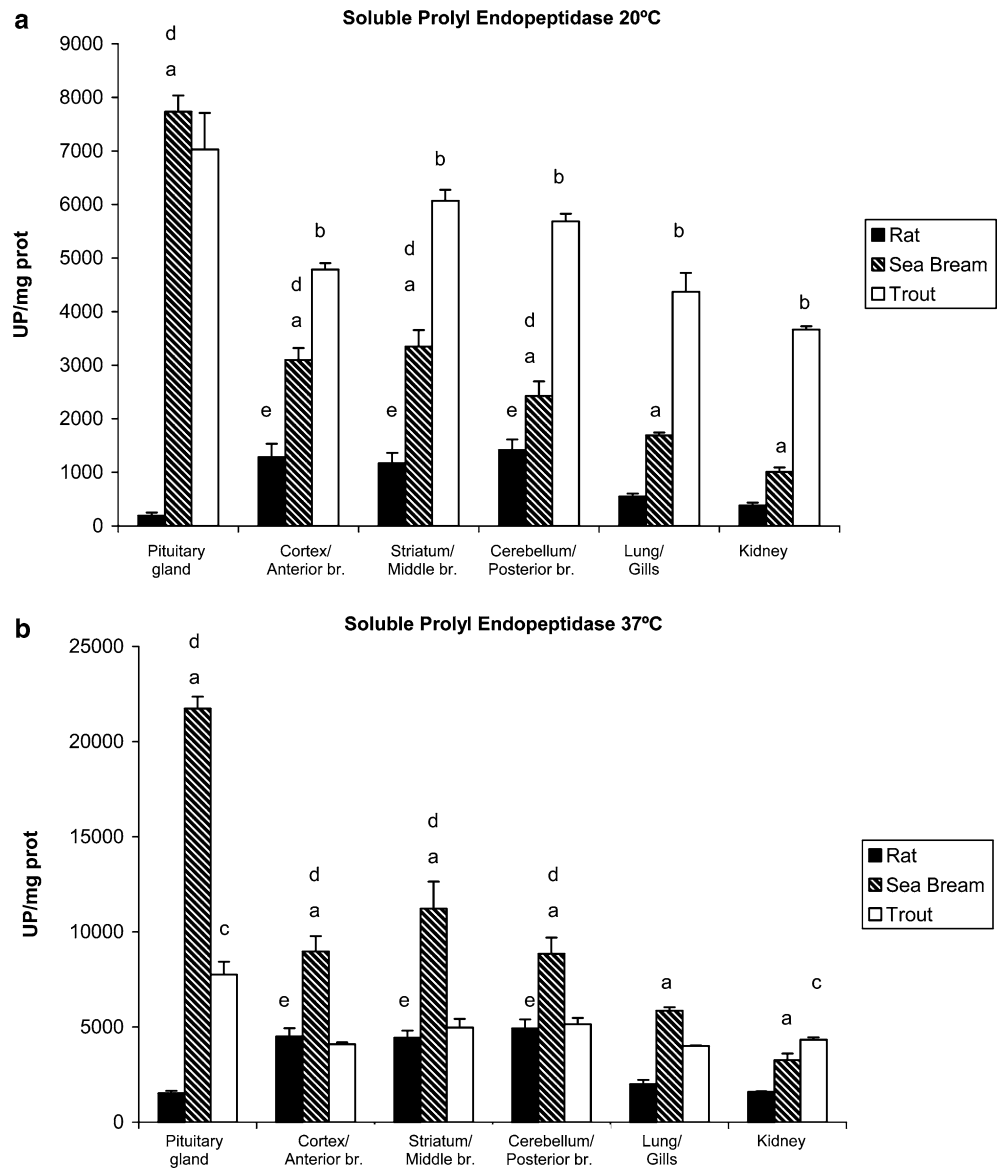 a
Soluble Prolyl Endopeptidase 20ºC
UP/mg prot
9000
8000
7000
6000
5000
4000
3000
2000
1000
0
d
a
e
d
a
b
e
d
a
b
e
d
a
b
a
b
a
b
Pituitary gland
Cortex/ Anterior br.
Striatum/ Middle br.
Cerebellum/ Posterior br.
Lung/ Gills
Kidney
Rat
Sea Bream
Trout
b
Soluble Prolyl Endopeptidase 37ºC
UP/mg prot
25000
20000
15000
10000
5000
0
d
a
c
e
d
a
e
d
a
e
d
a
a
a
c
Pituitary gland
Cortex/ Anterior br.
Striatum/ Middle br.
Cerebellum/ Posterior br.
Lung/ Gills
Kidney
Rat
Sea Bream
Trout